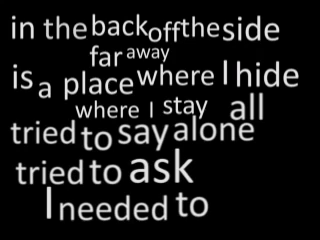 in the back off the side
far away
is a place where I hide
where I stay all
tried to say alone
tried to ask
I needed to